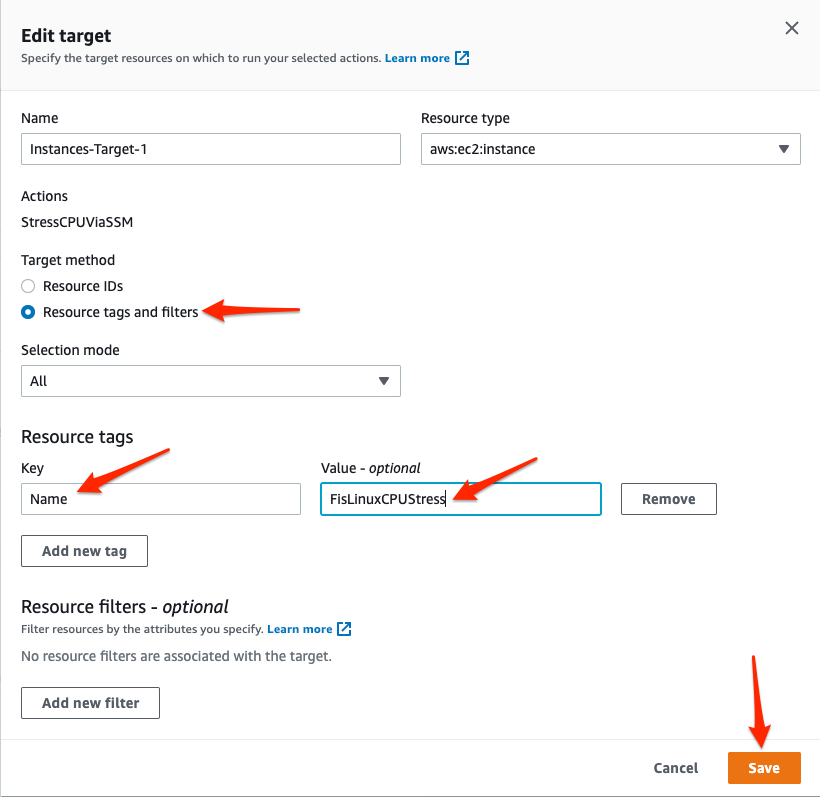 Edit target
Specify the target resources on which to run your selected actions. Learn more
Name
Resource type
Instances-Target-1
aws:ec2:instance
Actions
StressCPUViaSSM
Target method
Resource IDs
Resource tags and filters
Selection mode
All
Resource tags
Key
Value - optional
Name
FisLinuxCPUStress
Remove
Add new tag
Resource filters - optional
Filter resources by the attributes you specify. Learn more
No resource filters are associated with the target.
Add new filter
Cancel
Save